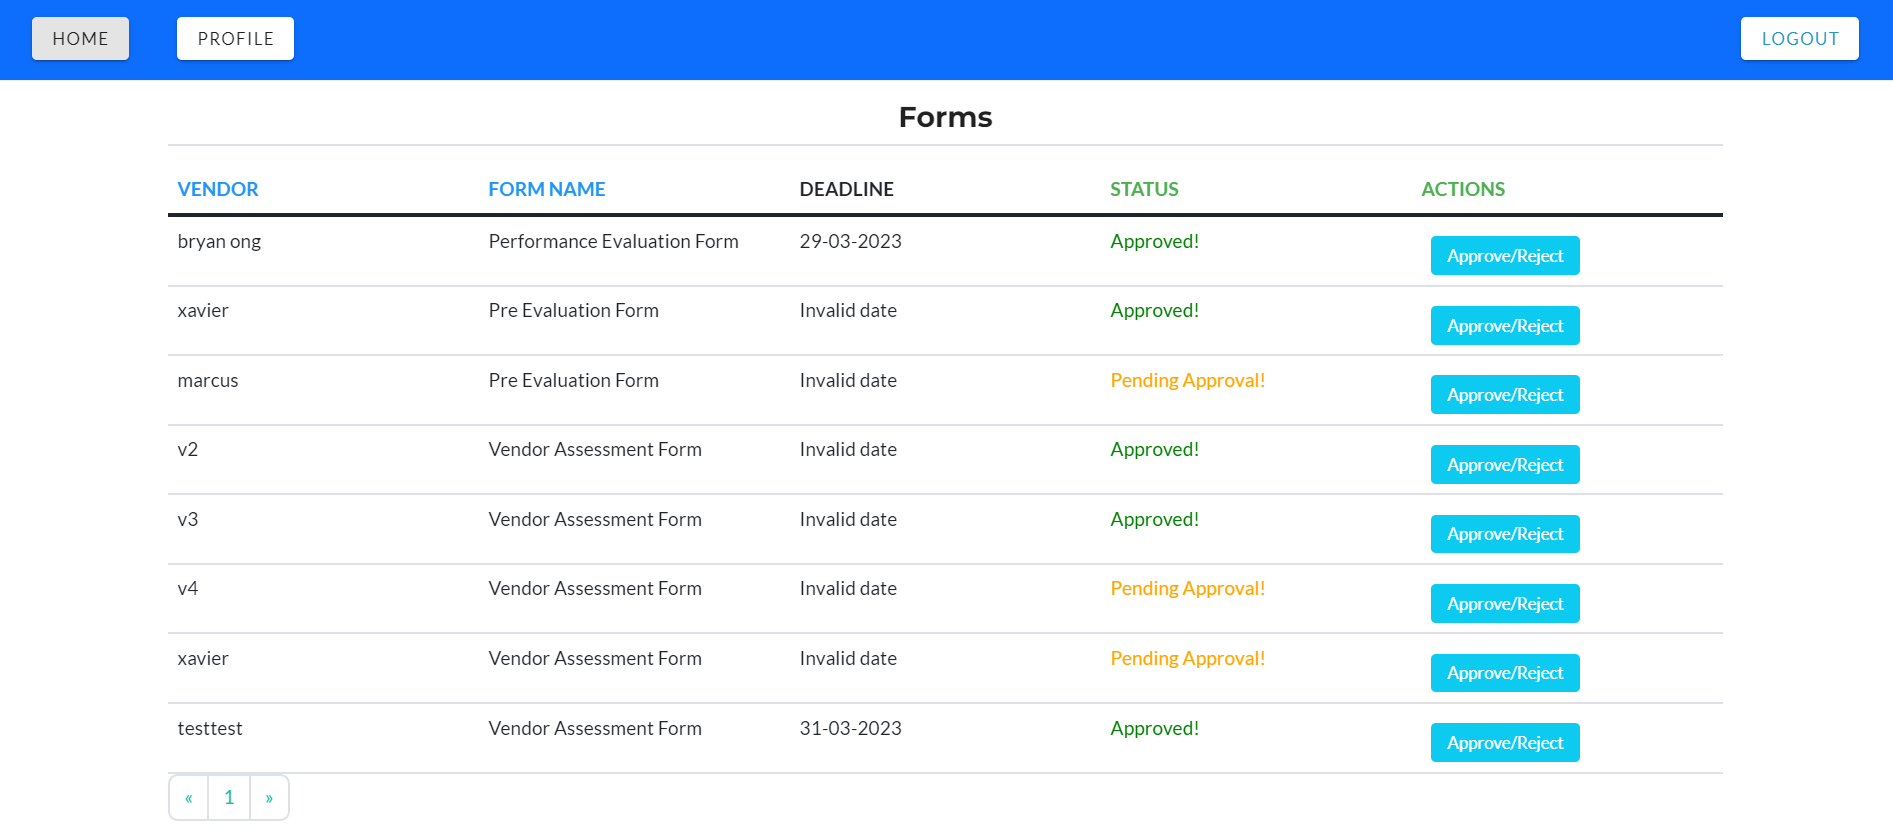 HOME PROFILE LOGOUT
Forms
VENDOR FORM NAME DEADLINE STATUS ACTIONS
bryan ong Performance Evaluation Form 29-03-2023 Approved! Approve/Reject
xavier Pre Evaluation Form Invalid date Approved! Approve/Reject
marcus Pre Evaluation Form Invalid date Pending Approval! Approve/Reject
v2 Vendor Assessment Form Invalid date Approved! Approve/Reject
v3 Vendor Assessment Form Invalid date Approved! Approve/Reject
v4 Vendor Assessment Form Invalid date Pending Approval! Approve/Reject
xavier Vendor Assessment Form Invalid date Pending Approval! Approve/Reject
testtest Vendor Assessment Form 31-03-2023 Approved! Approve/Reject
« 1 »